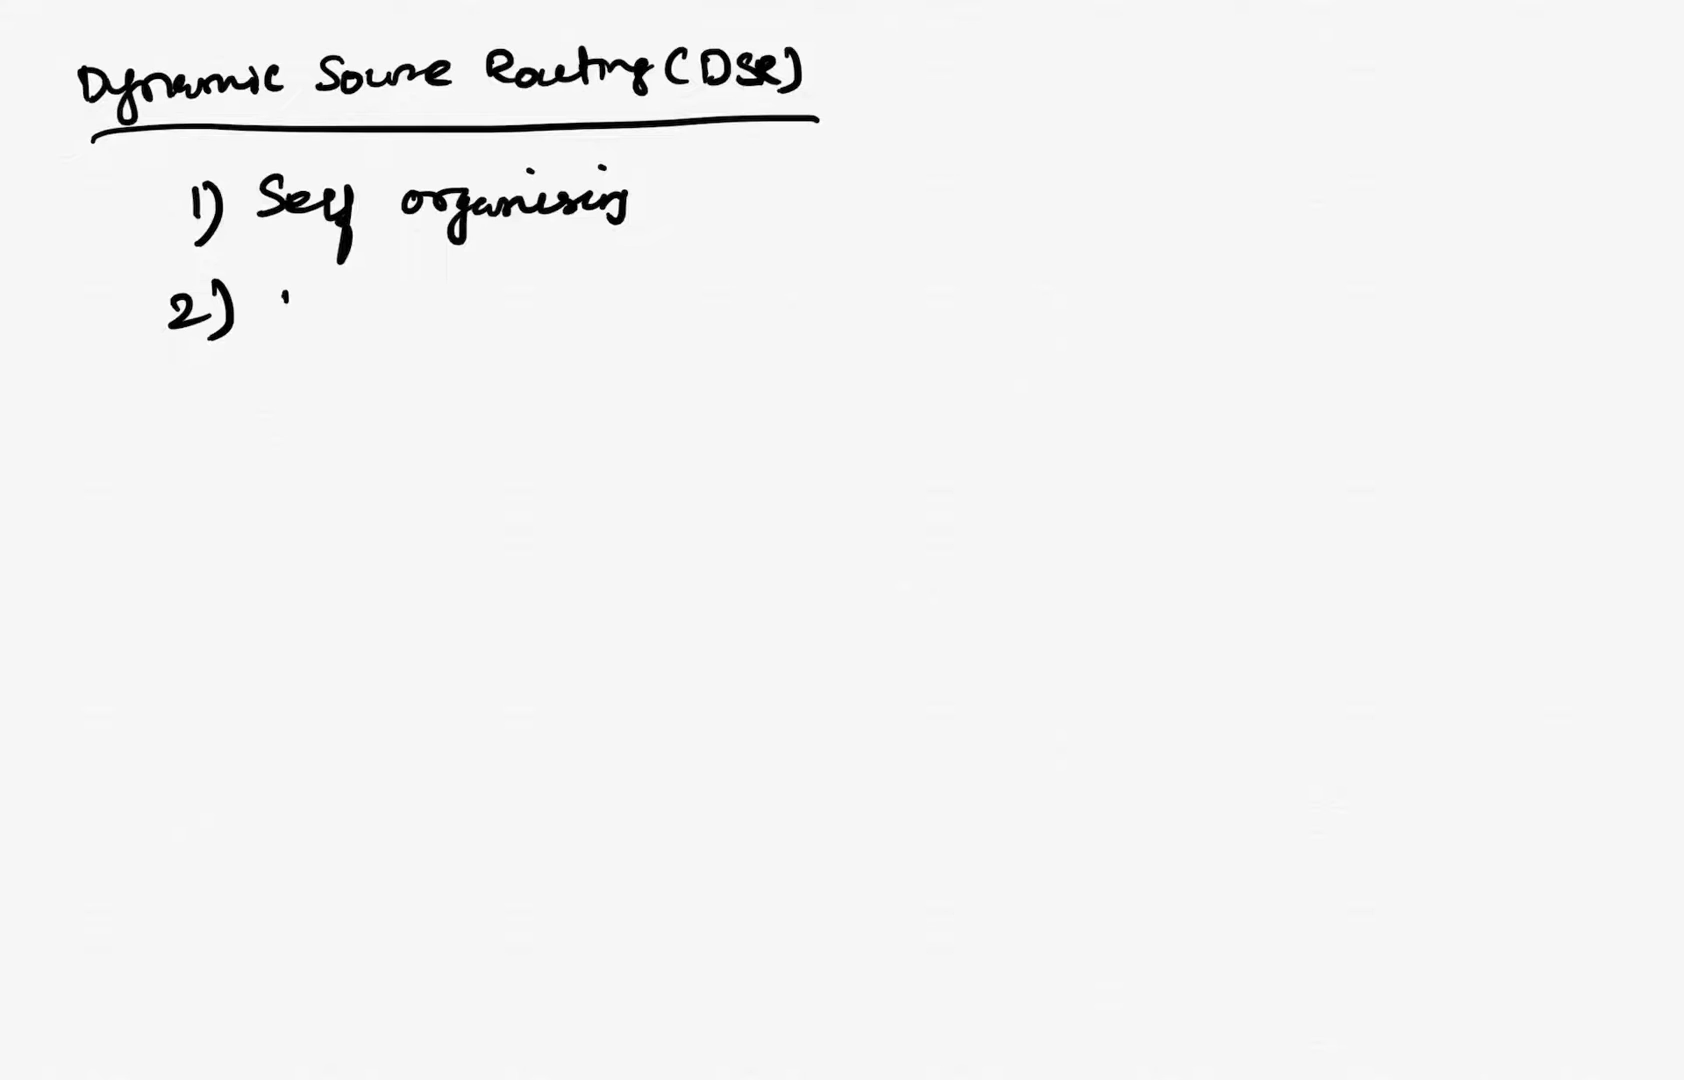 Dynamic Source Routing (DSR)
1) Self organising
2)